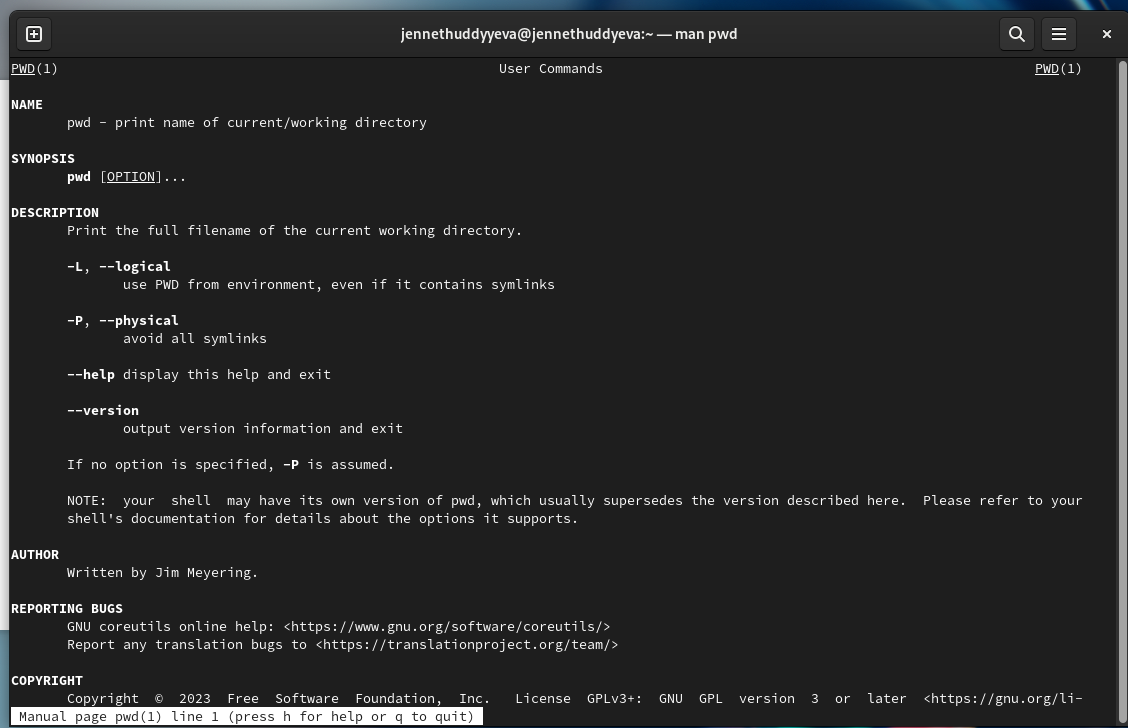 jennethuddyyeva@jennethuddyeva:~ — man pwd
PWD(1) User Commands PWD(1)
NAME
pwd - print name of current/working directory
SYNOPSIS
pwd [OPTION]...
DESCRIPTION
Print the full filename of the current working directory.
-L, --logical
use PWD from environment, even if it contains symlinks
-P, --physical
avoid all symlinks
--help display this help and exit
--version
output version information and exit
If no option is specified, -P is assumed.
NOTE: your shell may have its own version of pwd, which usually supersedes the version described here. Please refer to your
shell's documentation for details about the options it supports.
AUTHOR
Written by Jim Meyering.
REPORTING BUGS
GNU coreutils online help: <https://www.gnu.org/software/coreutils/>
Report any translation bugs to <https://translationproject.org/team/>
COPYRIGHT
Copyright © 2023 Free Software Foundation, Inc. License GPLv3+: GNU GPL version 3 or later <https://gnu.org/li-
Manual page pwd(1) line 1 (press h for help or q to quit)